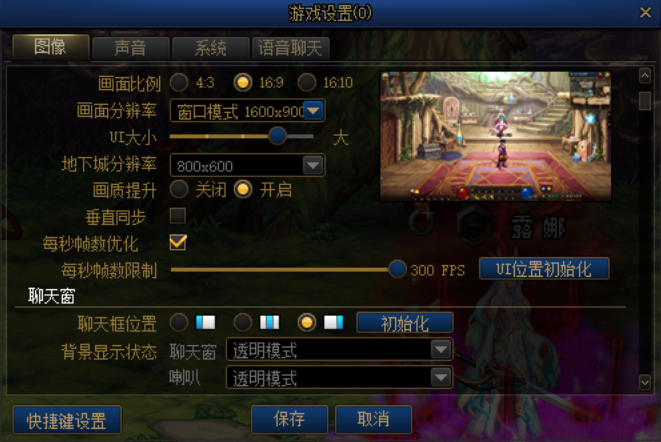 游戏设置(O)
图像 声音 系统 语音聊天
画面比例 4:3 16:9 16:10
画面分辨率 窗口模式 1600x900
UI大小 大
地下城分辨率 800x600
画质提升 关闭 开启
垂直同步
每秒帧数优化
每秒帧数限制 300 FPS UI位置初始化
露娜
聊天窗
聊天框位置 初始化
背景显示状态 聊天窗 透明模式
喇叭 透明模式
快捷键设置 保存 取消